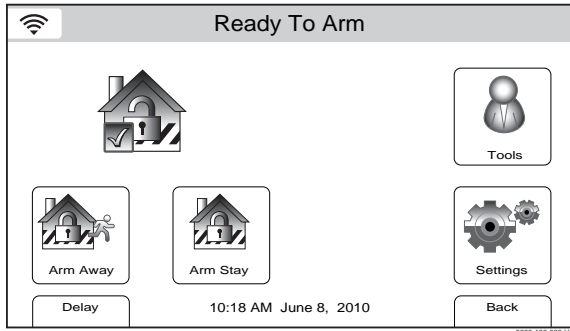 Ready To Arm
Tools
Arm Away
Arm Stay
Settings
Delay
10:18 AM June 8, 2010
Back